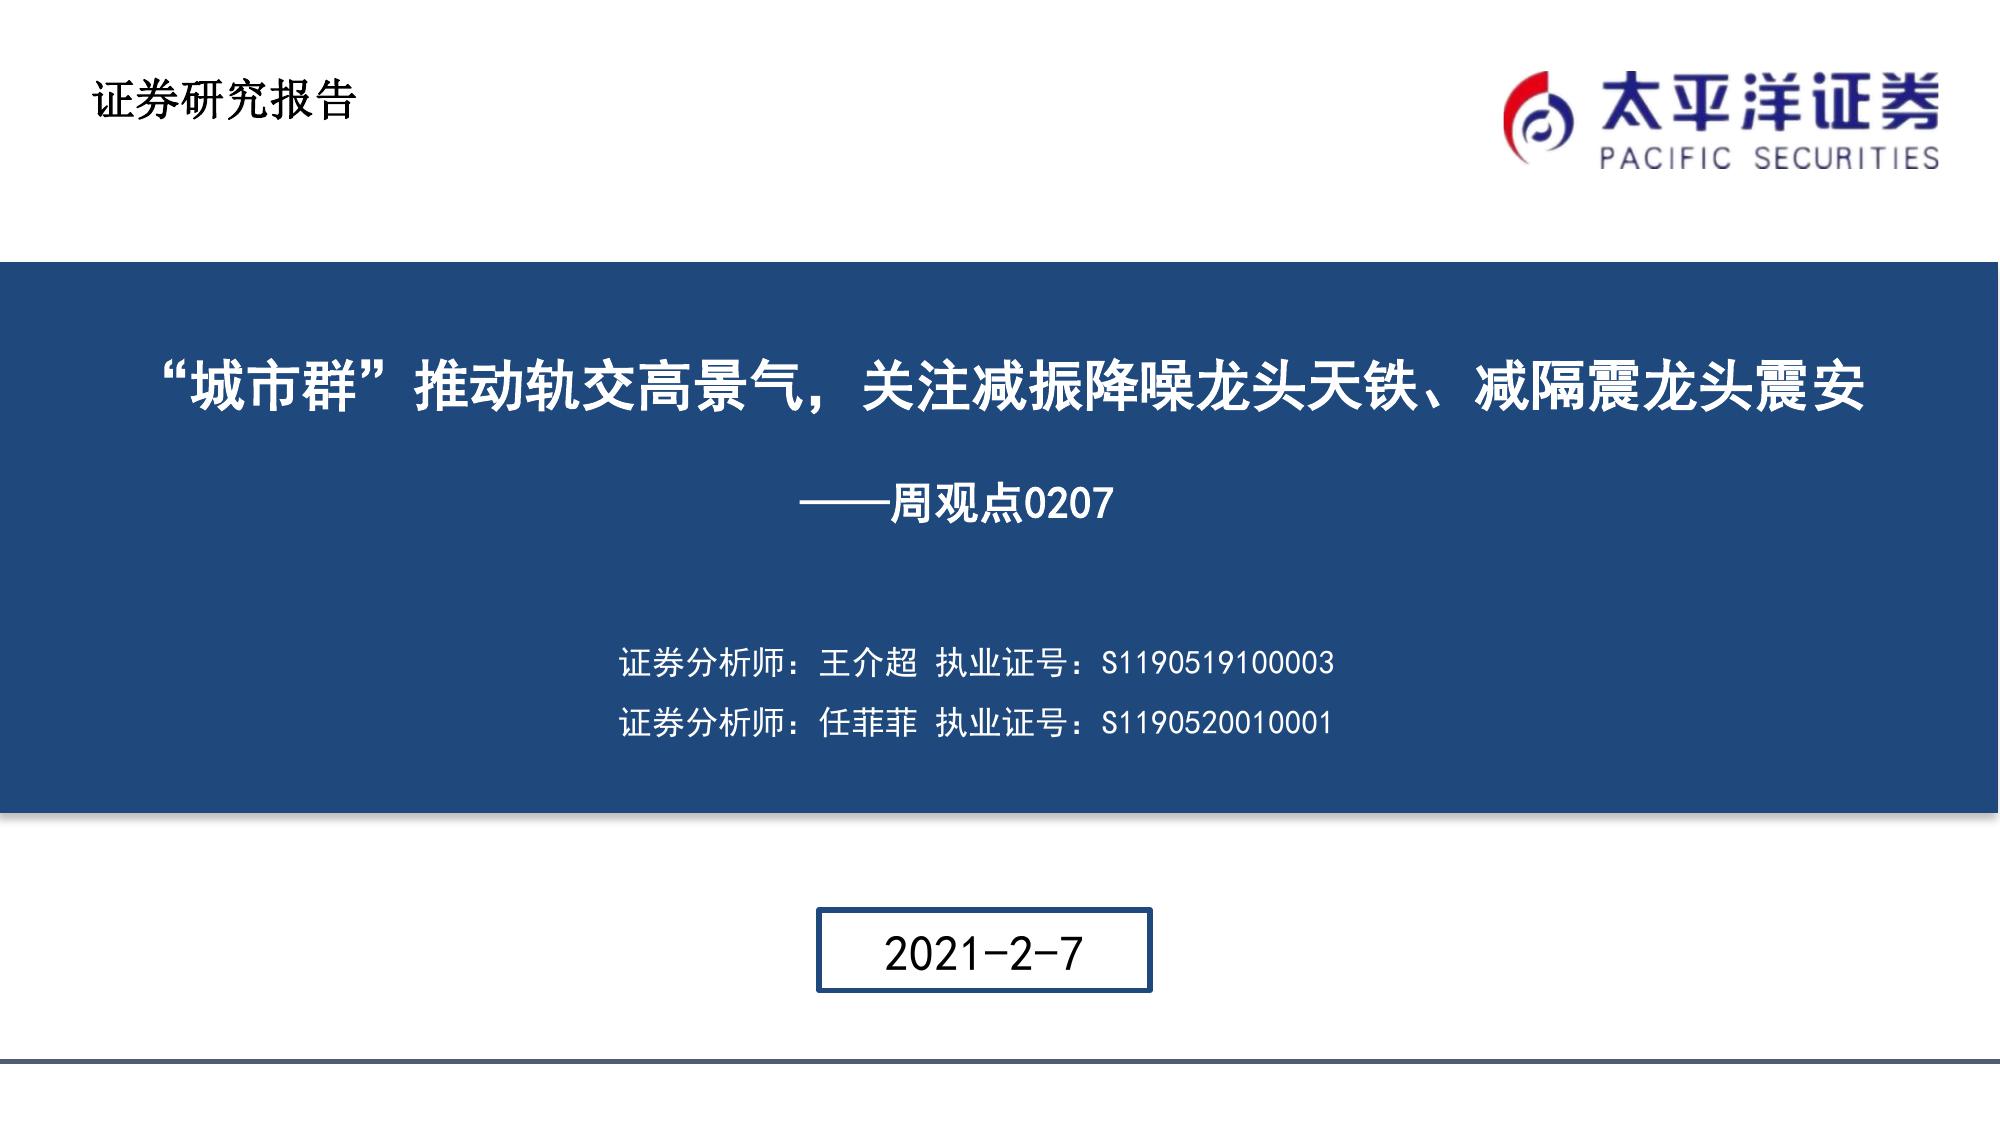 证券研究报告
太平洋证券
PACIFIC SECURITIES
“城市群”推动轨交高景气，关注减振降噪龙头天铁、减隔震龙头震安
——周观点0207
证券分析师：王介超 执业证号：S1190519100003
证券分析师：任菲菲 执业证号：S1190520010001
2021-2-7